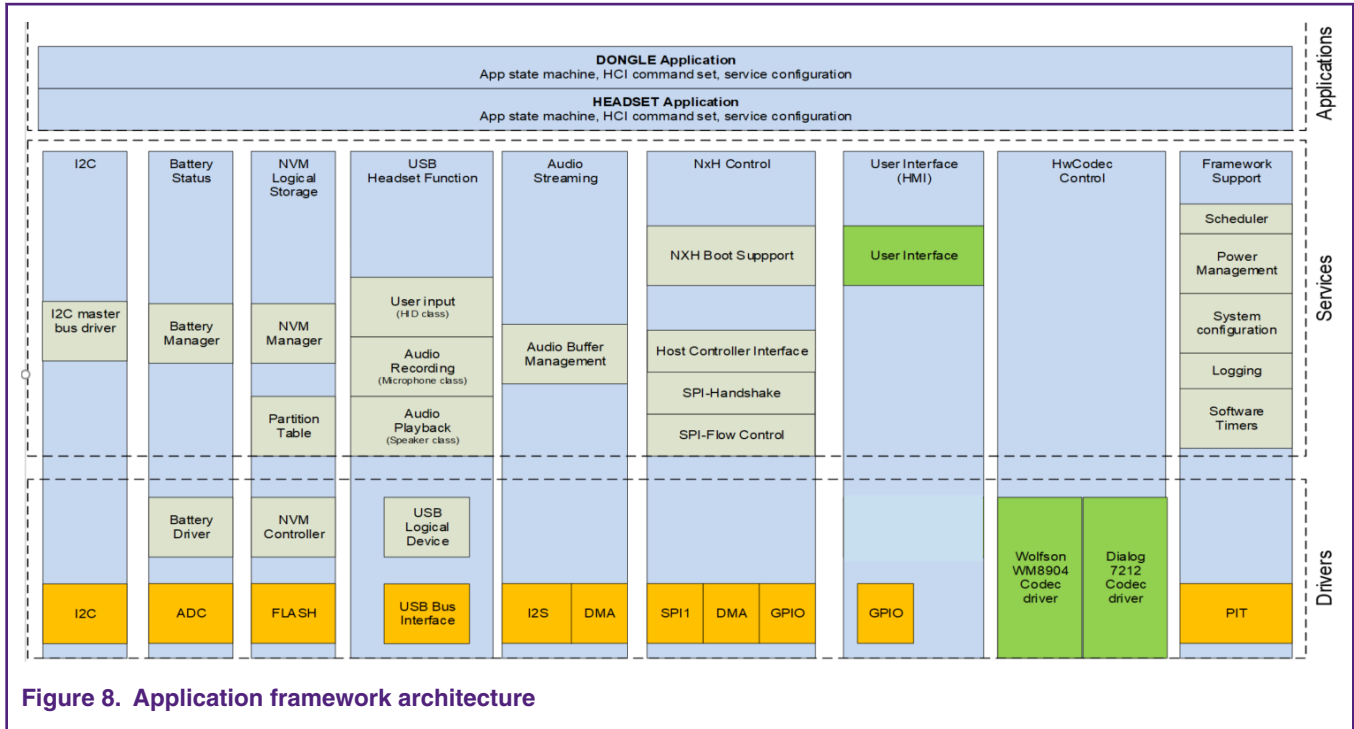 DONGLE Application
App state machine, HCI command set, service configuration
HEADSET Application
App state machine, HCI command set, service configuration
Applications
I2C
Battery
Status
NVM
Logical
Storage
USB
Headset Function
Audio
Streaming
NxH Control
User Interface
(HMI)
HwCodec
Control
Framework
Support
I2C master
bus driver
Battery
Manager
NVM
Manager
Partition
Table
User input
(HID class)
Audio
Recording
(Microphone class)
Audio
Playback
(Speaker class)
Audio Buffer
Management
NXH Boot Suppport
Host Controller Interface
SPI-Handshake
SPI-Flow Control
User Interface
Scheduler
Power
Management
System
configuration
Logging
Software
Timers
Services
Battery
Driver
NVM
Controller
USB
Logical
Device
Wolfson
WM8904
Codec
driver
Dialog
7212
Codec
driver
I2C
ADC
FLASH
USB Bus
Interface
I2S
DMA
SPI1
DMA
GPIO
GPIO
PIT
Drivers
Figure 8. Application framework architecture